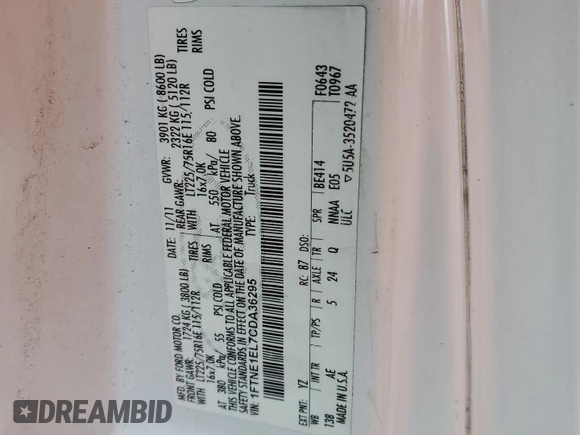 MFD. BY FORD MOTOR CO.
DATE: 11/11 GVWR: 3901 KG ( 8600 LB)
FRONT GAWR: 1724 KG ( 3800 LB) REAR GAWR: 2322 KG ( 5120 LB)
WITH LT225/75R16E 115/112R TIRES WITH LT225/75R16E 115/112R TIRES
16x7.0K RIMS 16x7.0K RIMS
AT 380 kPa/ 55 PSI COLD AT 550 kPa/ 80 PSI COLD
THIS VEHICLE CONFORMS TO ALL APPLICABLE FEDERAL MOTOR VEHICLE
SAFETY STANDARDS IN EFFECT ON THE DATE OF MANUFACTURE SHOWN ABOVE.
VIN: 1FTNE1EL7CDA36295 TYPE: Truck
F0643
T0967
EXT PNT: YZ RC: B7 DSO: BE414
WB INT TR TP/PS R AXLE TR SPR NNAA E05
138 AE 5 24 Q ULC ▽5U5A-3520472 AA
MADE IN U.S.A.
DREAMBID